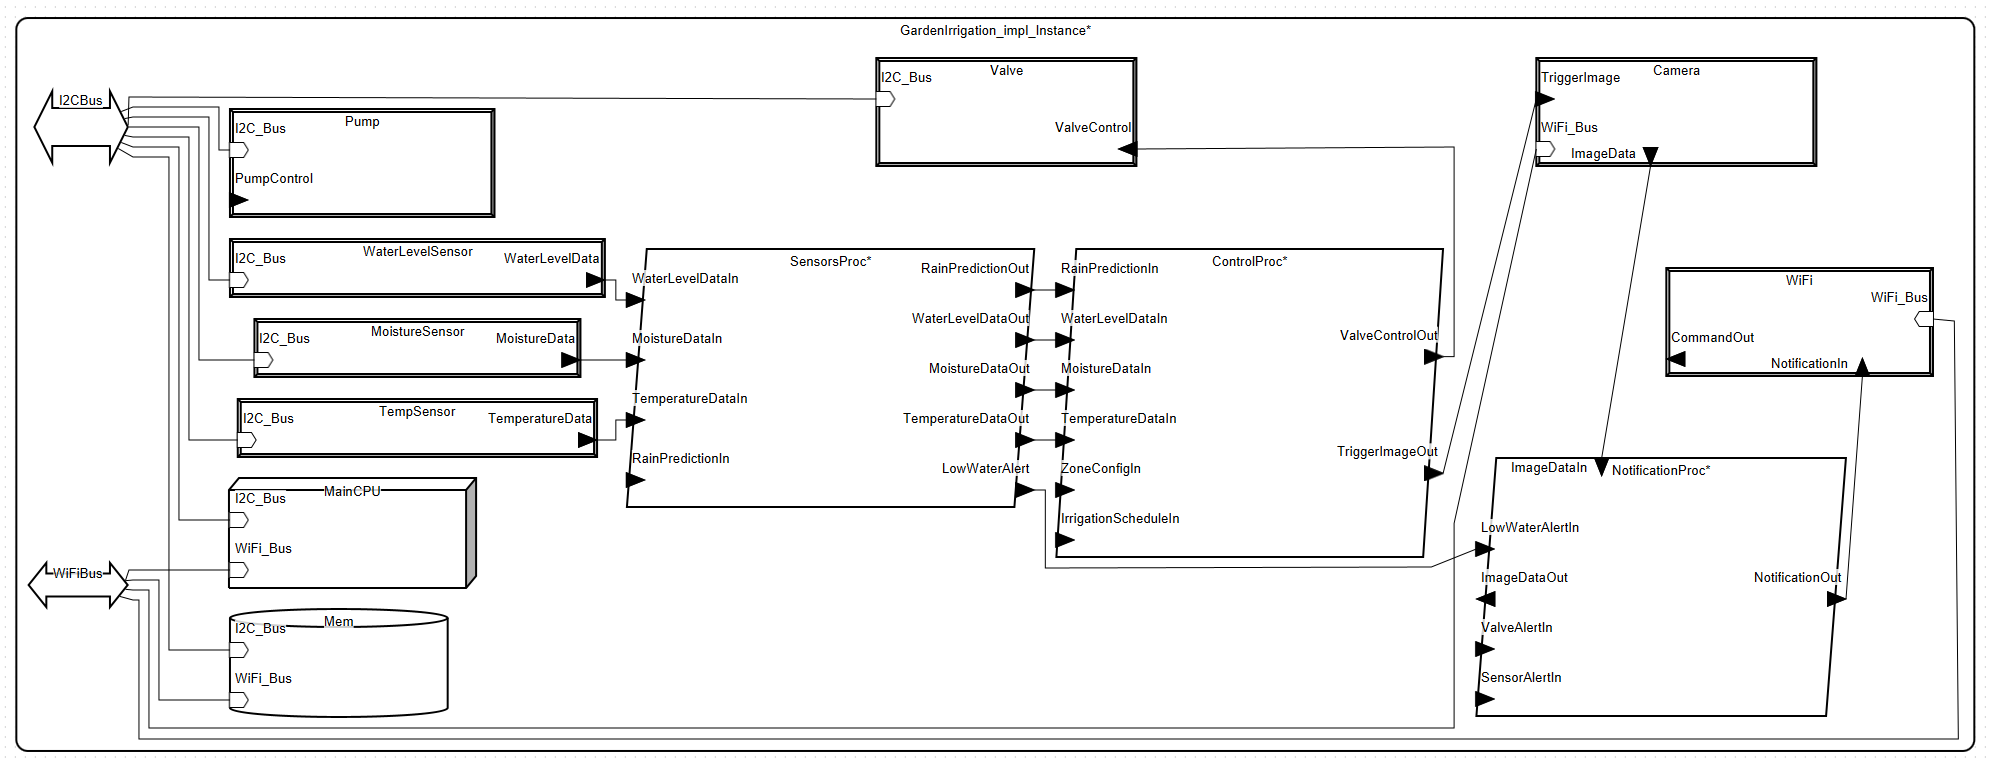 GardenIrrigation_impl_Instance*
I2CBus
I2C_Bus
Pump
PumpControl
I2C_Bus
Valve
ValveControl
TriggerImage
Camera
WiFi_Bus
ImageData
I2C_Bus
WaterLevelSensor
WaterLevelData
I2C_Bus
MoistureSensor
MoistureData
I2C_Bus
TempSensor
TemperatureData
SensorsProc*
WaterLevelDataIn
MoistureDataIn
TemperatureDataIn
RainPredictionIn
RainPredictionOut
WaterLevelDataOut
MoistureDataOut
TemperatureDataOut
LowWaterAlert
ControlProc*
RainPredictionIn
WaterLevelDataIn
MoistureDataIn
TemperatureDataIn
ZoneConfigIn
IrrigationScheduleIn
ValveControlOut
TriggerImageOut
WiFi
WiFi_Bus
CommandOut
NotificationIn
MainCPU
I2C_Bus
WiFi_Bus
WiFiBus
Mem
I2C_Bus
WiFi_Bus
ImageDataIn
NotificationProc*
LowWaterAlertIn
ImageDataOut
NotificationOut
ValveAlertIn
SensorAlertIn